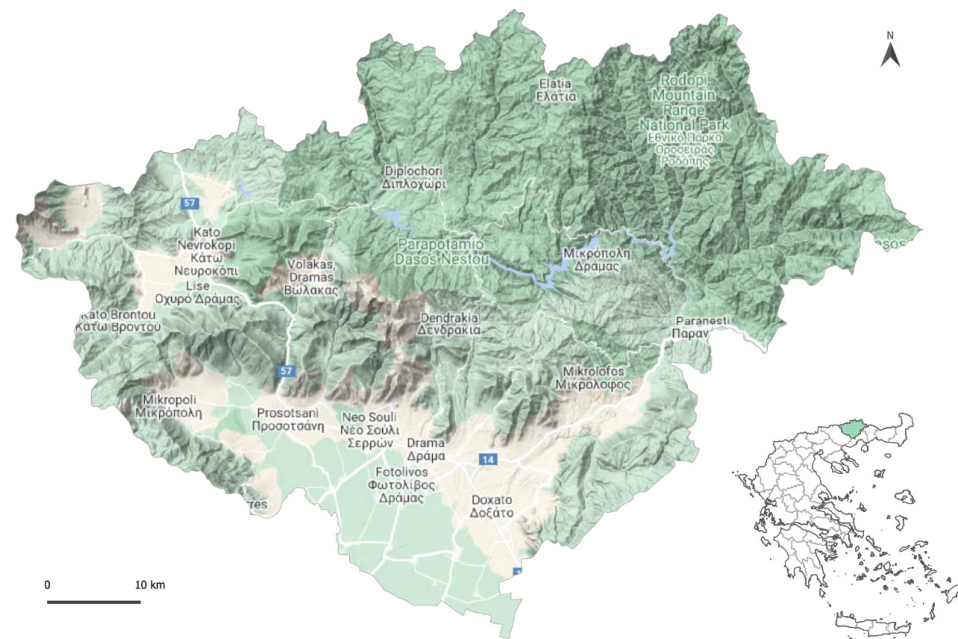 N
Elatia
Ελάτια
Rodopi
Mountain
Range
National Park
Εθνικό Πάρκο
Οροσειράς
Ροδόπης
Diplochori
Διπλοχώρι
57
Kato
Nevrokopi
Κάτω
Νευροκόπι
Parapotamio
Dasos Nestou
Μικρόπολη
Δράμας
Volakas,
Dramas
Βώλακας
Lise
Οχυρό Δράμας
Kato Brontou
Κάτω Βροντού
Dendrakia
Δενδράκια
Paranesti
Παραν
57
Mikrolofos
Μικρόλοφος
Mikropoli
Μικρόπολη
Prosotsani
Προσοτσάνη
Neo Souli
Νέο Σούλι
Σερρών
Drama
Δράμα
14
Fotolivos
Φωτολίβος
Δράμας
Doxato
Δοξάτο
0 10 km